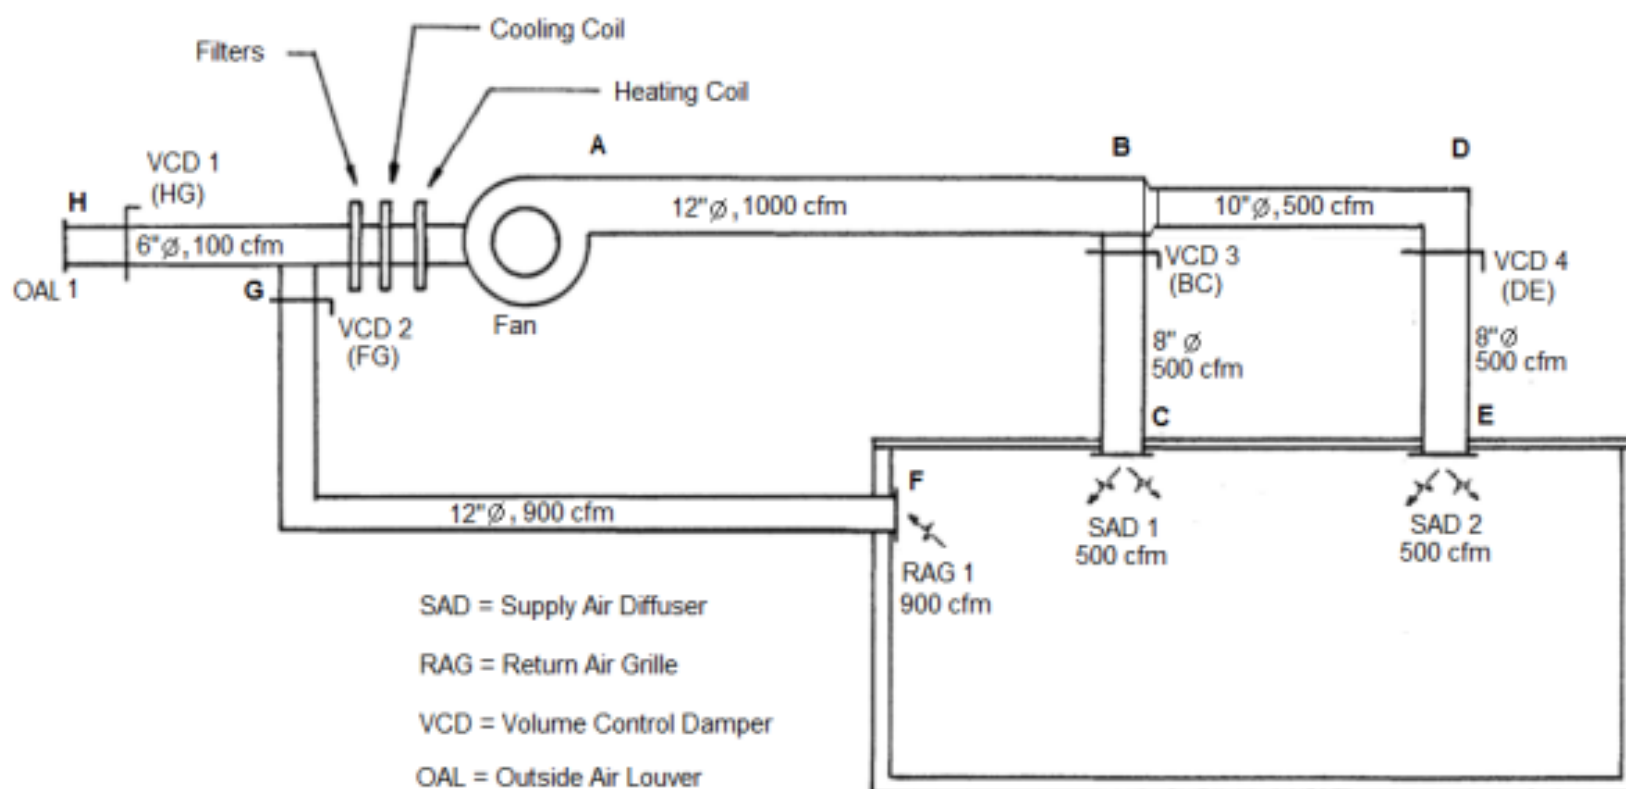 Cooling Coil
Filters
Heating Coil
A
B
D
VCD 1
(HG)
H
12"Ø, 1000 cfm
10"Ø, 500 cfm
6"Ø, 100 cfm
VCD 3
(BC)
VCD 4
(DE)
OAL 1
G
VCD 2
(FG)
Fan
8" Ø
500 cfm
8"Ø
500 cfm
C
E
F
12"Ø, 900 cfm
SAD 1
500 cfm
SAD 2
500 cfm
RAG 1
900 cfm
SAD = Supply Air Diffuser
RAG = Return Air Grille
VCD = Volume Control Damper
OAL = Outside Air Louver